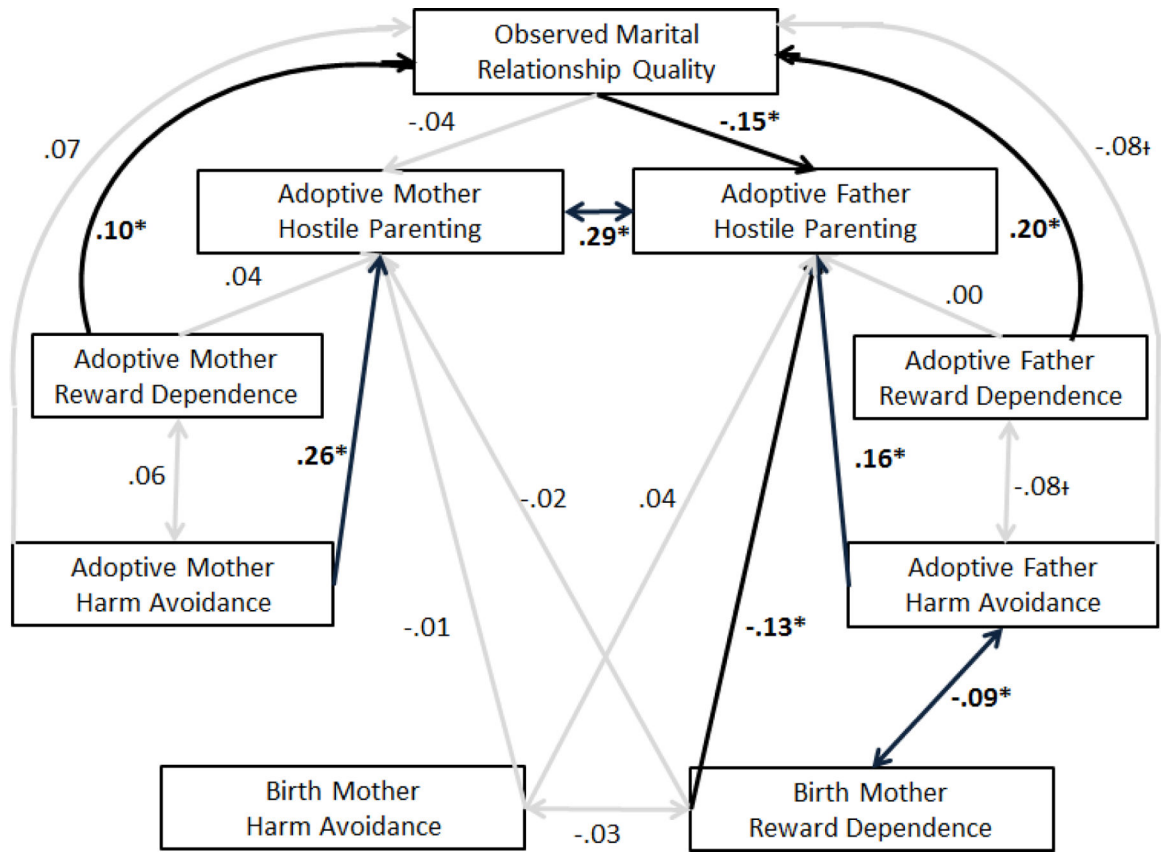 Observed Marital
Relationship Quality
.07
-.04
-.15*
-.08ƚ
Adoptive Mother
Hostile Parenting
Adoptive Father
Hostile Parenting
.10*
.29*
.20*
.04
.00
Adoptive Mother
Reward Dependence
Adoptive Father
Reward Dependence
.06
.26*
-.02
.04
.16*
-.08ƚ
Adoptive Mother
Harm Avoidance
Adoptive Father
Harm Avoidance
-.01
-.13*
-.09*
Birth Mother
Harm Avoidance
-.03
Birth Mother
Reward Dependence